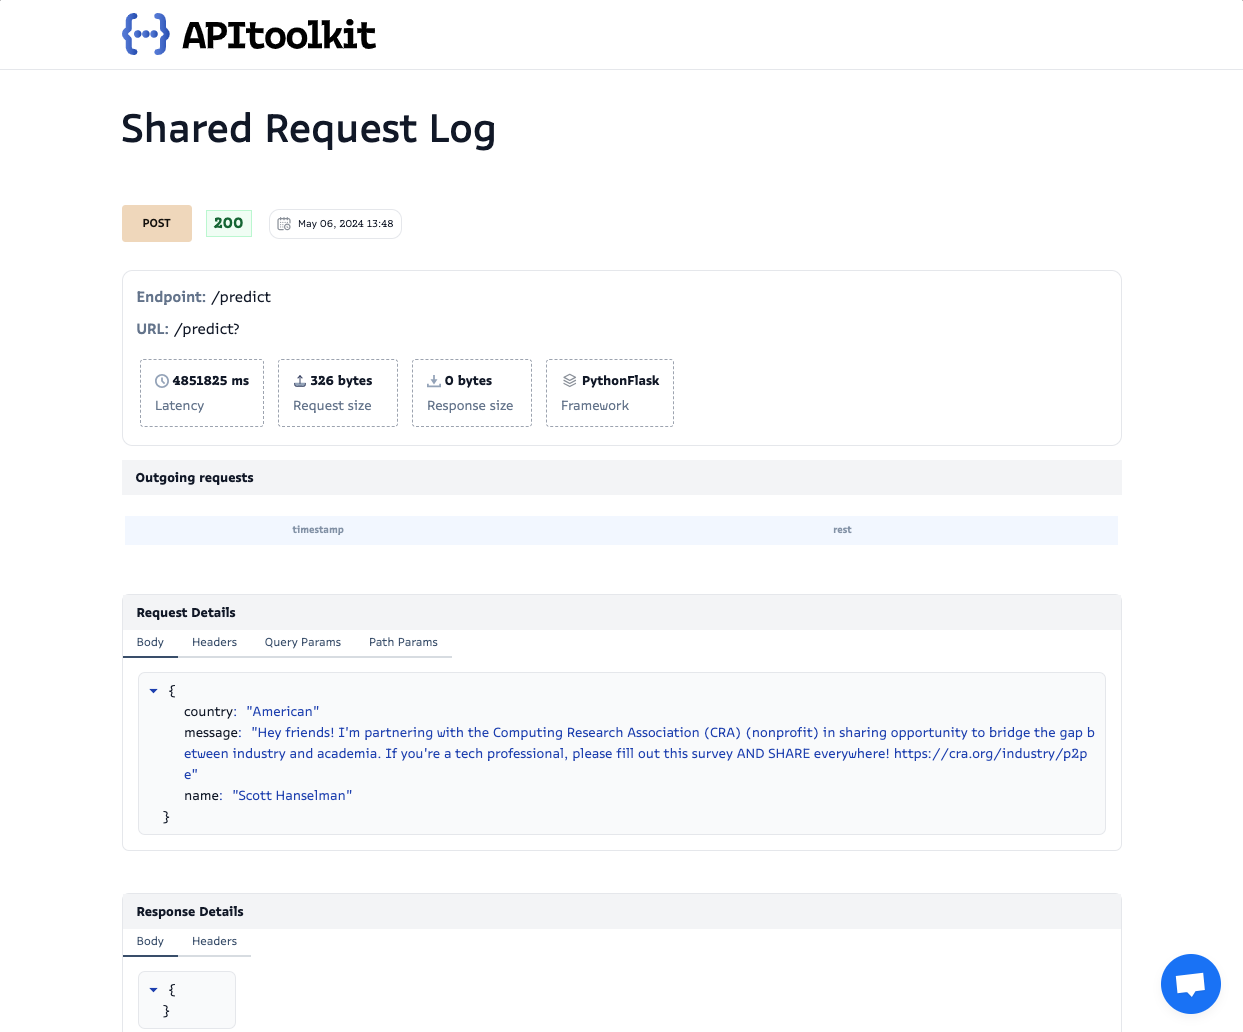 {···} APItoolkit
Shared Request Log
POST 200 May 06, 2024 13:48
Endpoint: /predict
URL: /predict?
4851825 ms 326 bytes 0 bytes PythonFlask
Latency Request size Response size Framework
Outgoing requests
timestamp rest
Request Details
Body Headers Query Params Path Params
{
country: "American"
message: "Hey friends! I'm partnering with the Computing Research Association (CRA) (nonprofit) in sharing opportunity to bridge the gap b
etween industry and academia. If you're a tech professional, please fill out this survey AND SHARE everywhere! https://cra.org/industry/p2p
e"
name: "Scott Hanselman"
}
Response Details
Body Headers
{
}